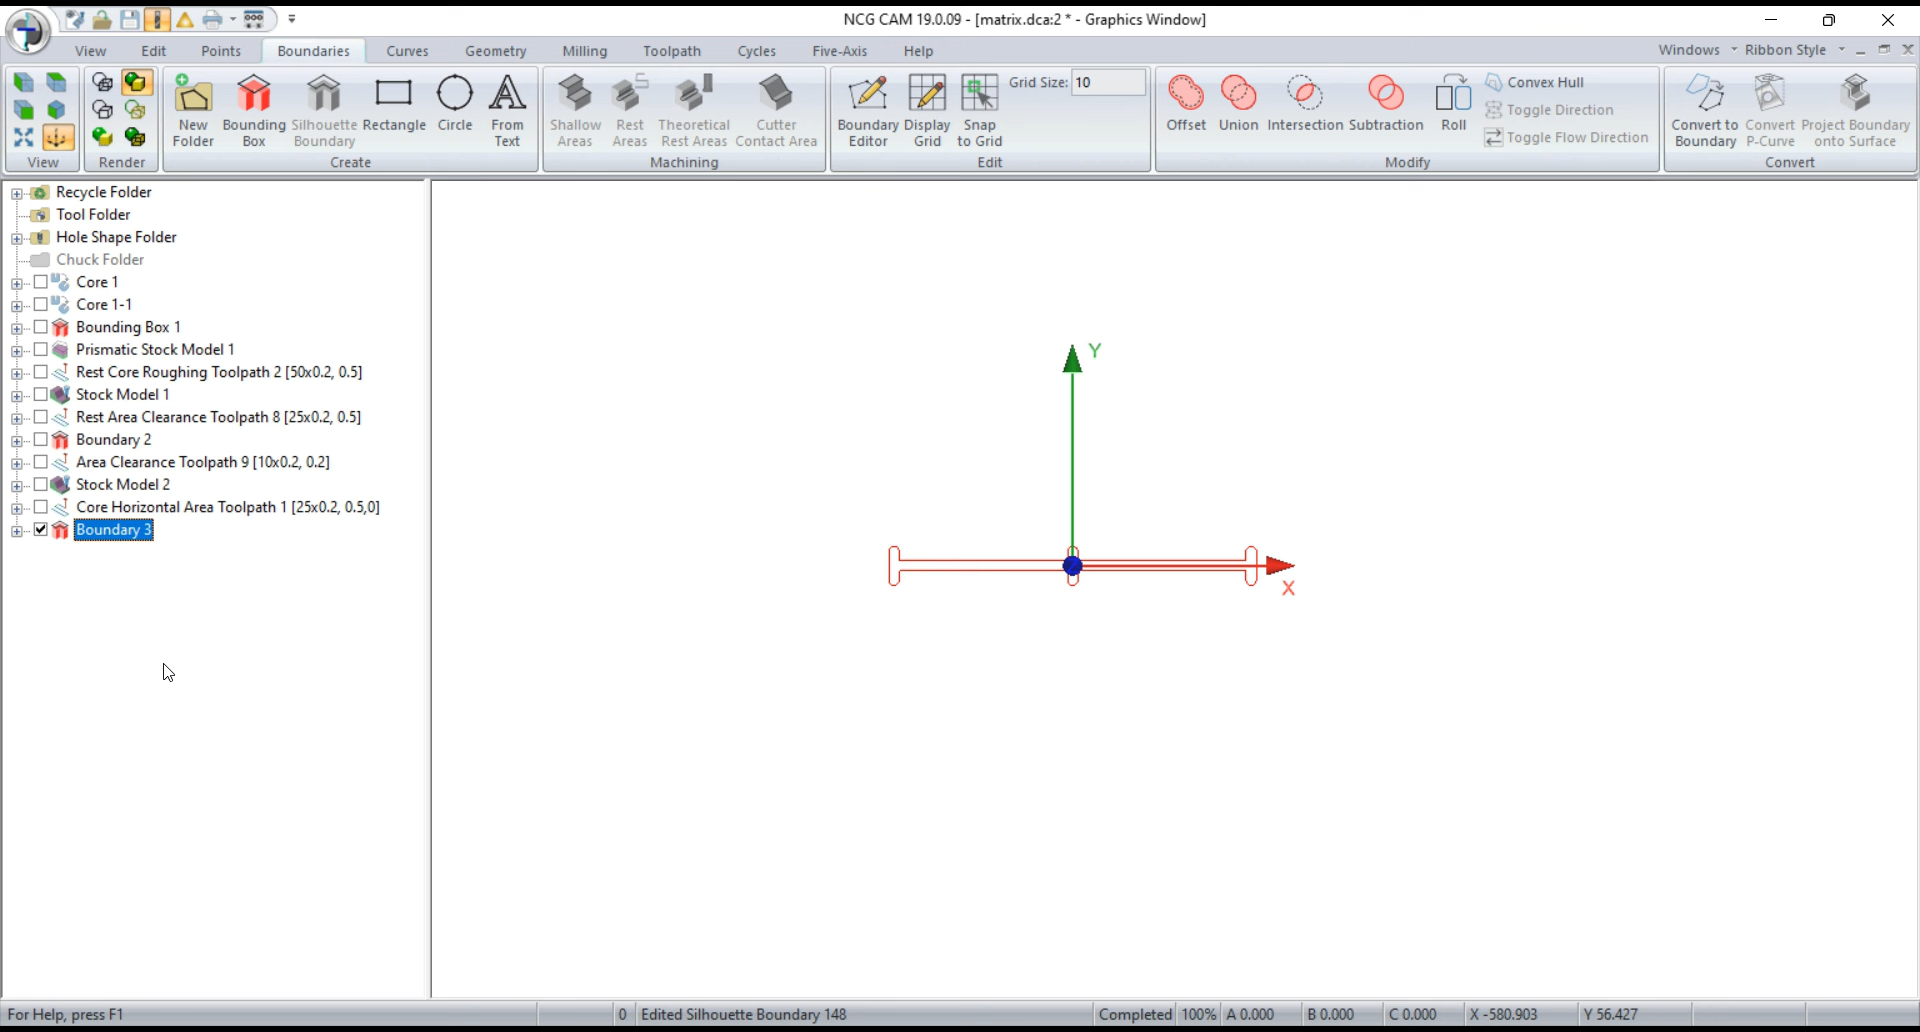 NCG CAM 19.0.09 - [matrix.dca:2 * - Graphics Window]
View Edit Points Boundaries Curves Geometry Milling Toolpath Cycles Five-Axis Help
Windows Ribbon Style
New Folder
Bounding Box
Silhouette Boundary
Rectangle
Circle
From Text
Shallow Areas
Rest Areas
Theoretical Rest Areas
Cutter Contact Area
Boundary Editor
Display Grid
Snap to Grid
Grid Size: 10
Offset
Union
Intersection
Subtraction
Roll
Convex Hull
Toggle Direction
Toggle Flow Direction
Convert to Boundary
Convert P-Curve
Project Boundary onto Surface
View Render Create Machining Edit Modify Convert
Recycle Folder
Tool Folder
Hole Shape Folder
Chuck Folder
Core 1
Core 1-1
Bounding Box 1
Prismatic Stock Model 1
Rest Core Roughing Toolpath 2 [50x0.2, 0.5]
Stock Model 1
Rest Area Clearance Toolpath 8 [25x0.2, 0.5]
Boundary 2
Area Clearance Toolpath 9 [10x0.2, 0.2]
Stock Model 2
Core Horizontal Area Toolpath 1 [25x0.2, 0.5,0]
Boundary 3
Y
X
For Help, press F1
0 Edited Silhouette Boundary 148
Completed 100% A 0.000 B 0.000 C 0.000 X -580.903 Y 56.427